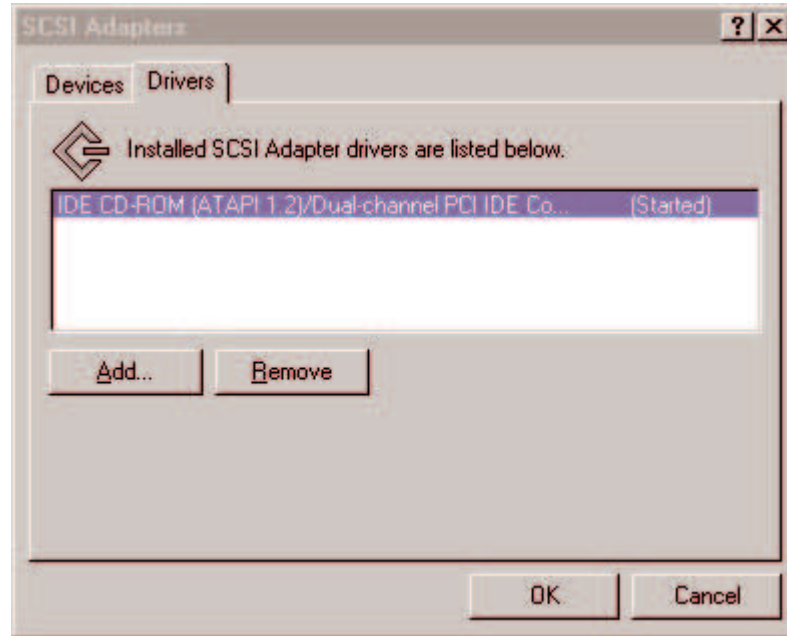 SCSI Adapters ? ×
Devices Drivers
Installed SCSI Adapter drivers are listed below.
IDE CD-ROM (ATAPI 1.2)/Dual-channel PCI IDE Co... (Started)
Add... Remove
OK Cancel